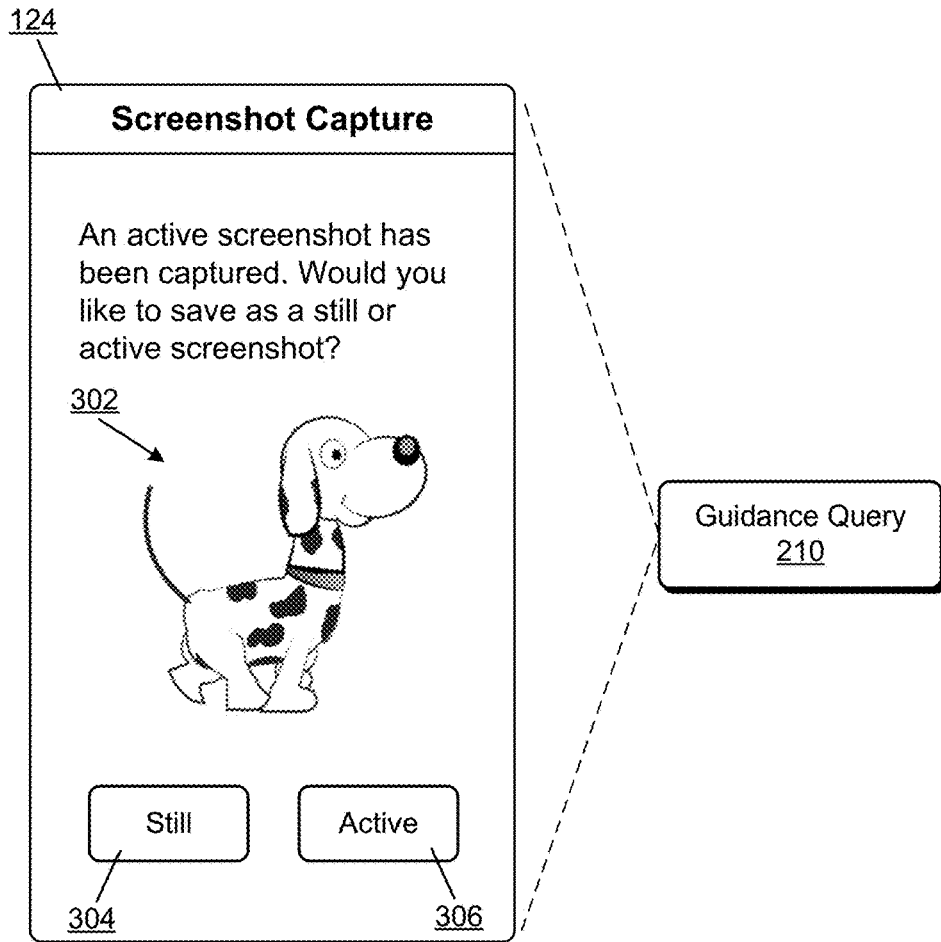 124
Screenshot Capture
An active screenshot has
been captured. Would you
like to save as a still or
active screenshot?
302
Guidance Query
210
Still
Active
304
306